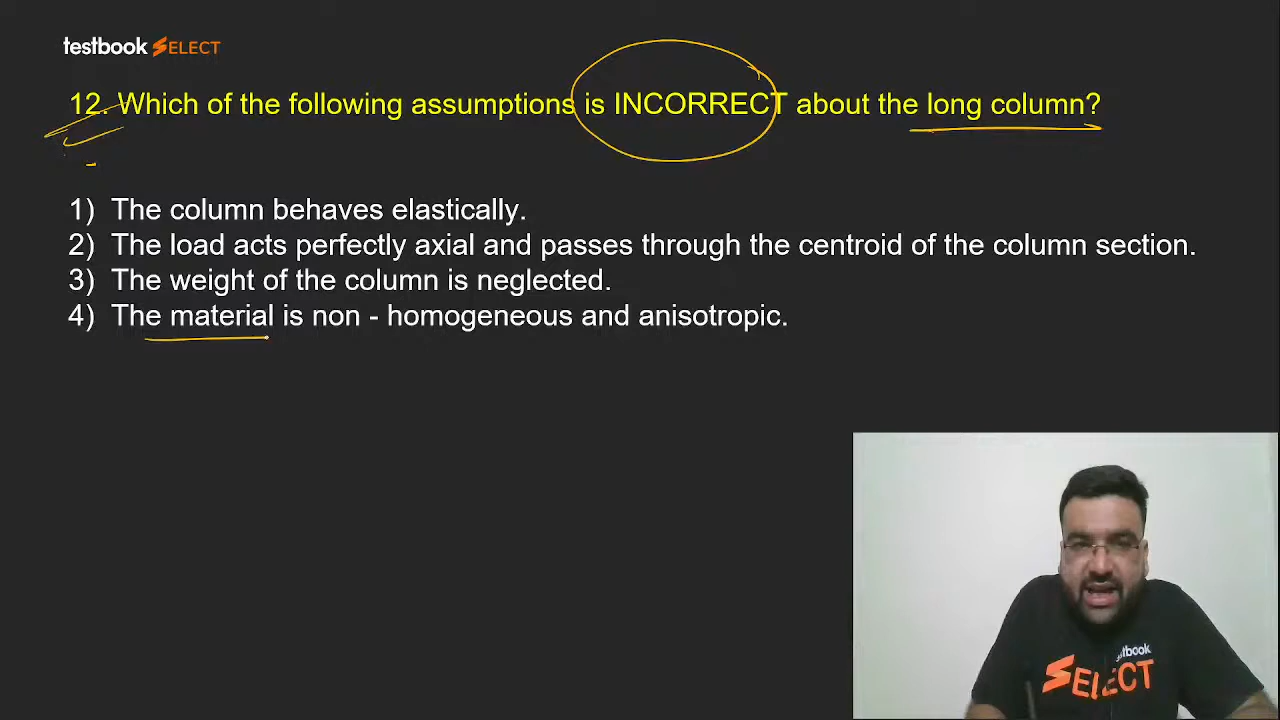 testbook SELECT
12. Which of the following assumptions is INCORRECT about the long column?
1) The column behaves elastically.
2) The load acts perfectly axial and passes through the centroid of the column section.
3) The weight of the column is neglected.
4) The material is non - homogeneous and anisotropic.
testbook
SELECT